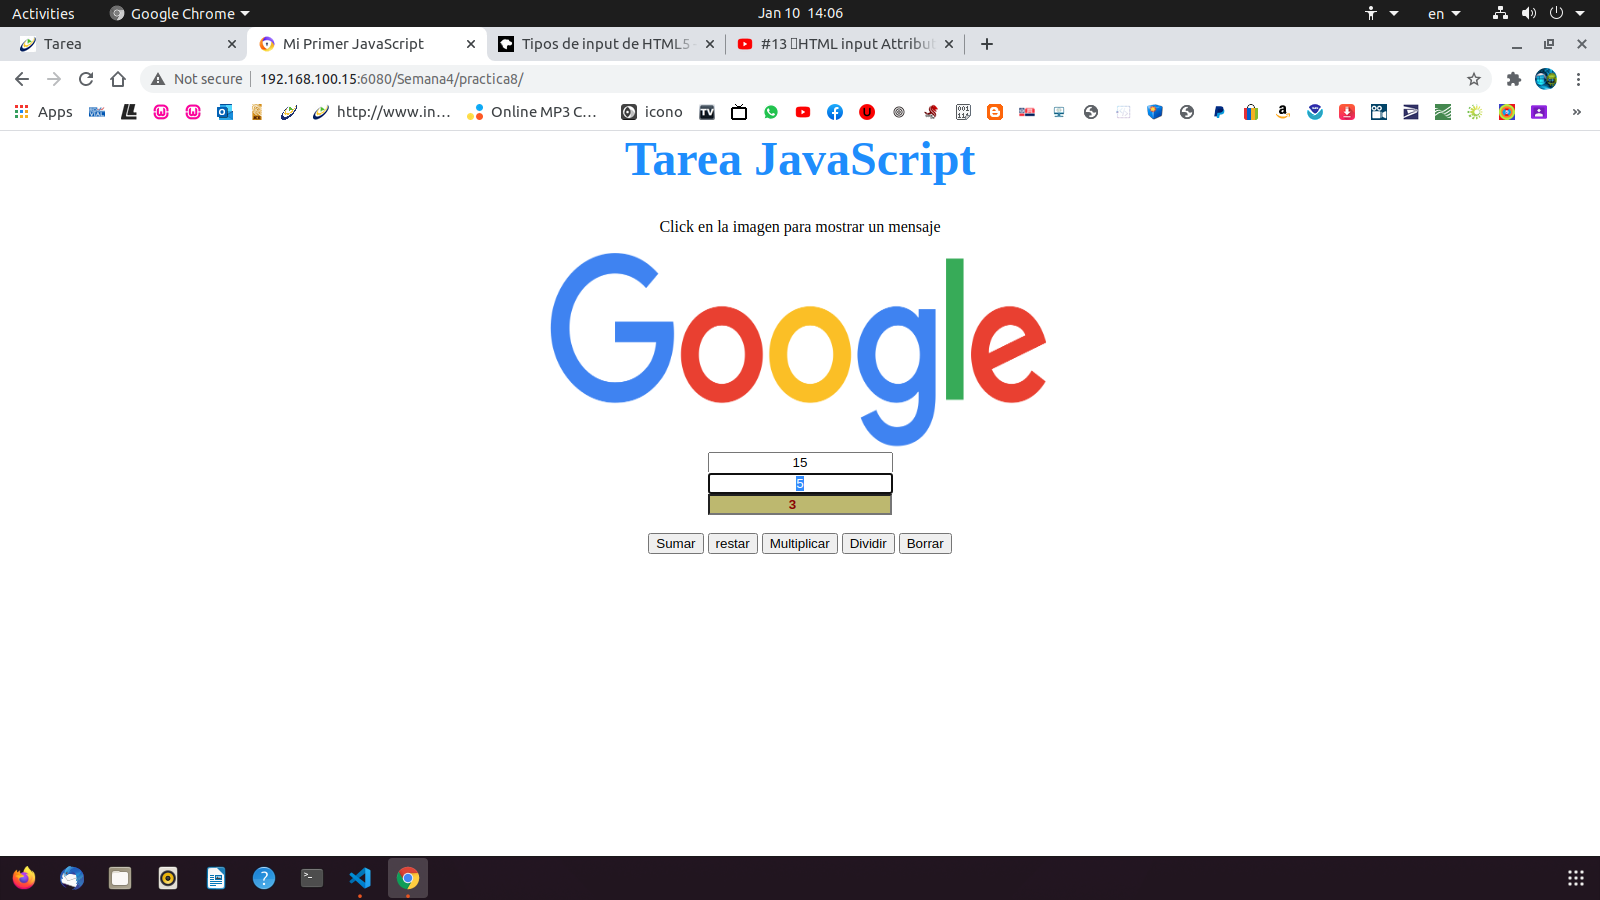 Activities
Google Chrome
Jan 10 14:06
en
Tarea
Mi Primer JavaScript
Tipos de input de HTML5
#13 HTML input Attribut
Not secure
192.168.100.15:6080/Semana4/practica8/
Apps
http://www.in...
Online MP3 C...
icono
»
Tarea JavaScript
Click en la imagen para mostrar un mensaje
Google
15
5
3
Sumar restar Multiplicar Dividir Borrar